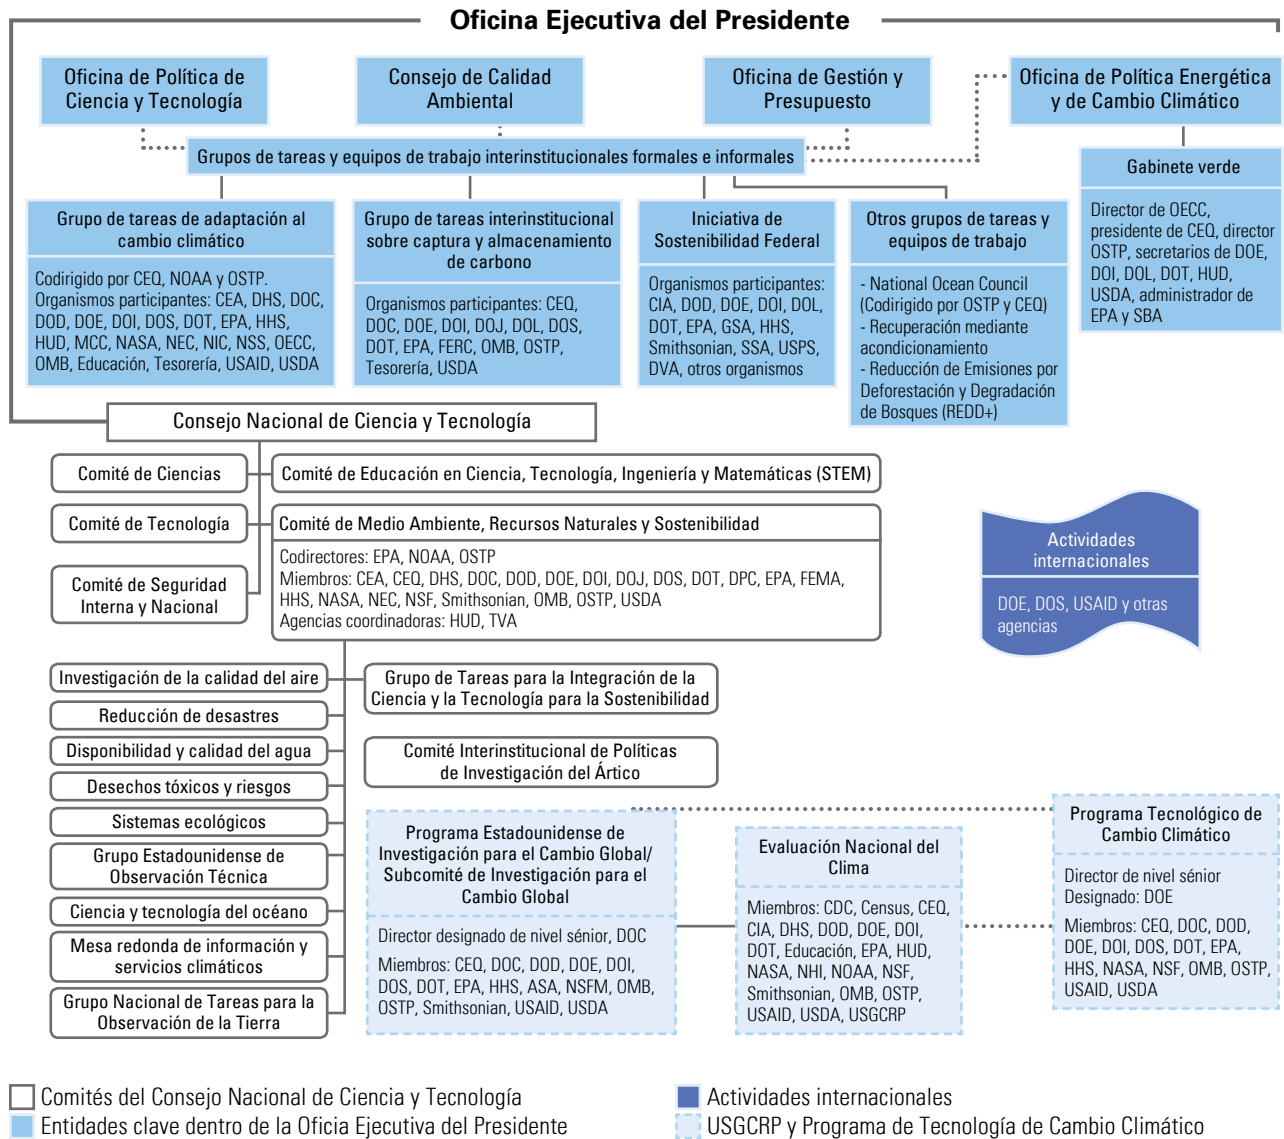 Oficina Ejecutiva del Presidente
Oficina de Política de
Ciencia y Tecnología
Consejo de Calidad
Ambiental
Oficina de Gestión y
Presupuesto
Oficina de Política Energética
y de Cambio Climático
Grupos de tareas y equipos de trabajo interinstitucionales formales e informales
Grupo de tareas de adaptación al
cambio climático
Codirigido por CEQ, NOAA y OSTP.
Organismos participantes: CEA, DHS, DOC,
DOD, DOE, DOI, DOS, DOT, EPA, HHS,
HUD, MCC, NASA, NEC, NIC, NSS, OECC,
OMB, Educación, Tesorería, USAID, USDA
Grupo de tareas interinstitucional
sobre captura y almacenamiento
de carbono
Organismos participantes: CEQ,
DOC, DOE, DOI, DOJ, DOL, DOS,
DOT, EPA, FERC, OMB, OSTP,
Tesorería, USDA
Iniciativa de
Sostenibilidad Federal
Organismos participantes:
CIA, DOD, DOE, DOI, DOL,
DOT, EPA, GSA, HHS,
Smithsonian, SSA, USPS,
DVA, otros organismos
Otros grupos de tareas y
equipos de trabajo
- National Ocean Council
(Codirigido por OSTP y CEQ)
- Recuperación mediante
acondicionamiento
- Reducción de Emisiones por
Deforestación y Degradación
de Bosques (REDD+)
Gabinete verde
Director de OECC,
presidente de CEQ, director
OSTP, secretarios de DOE,
DOI, DOL, DOT, HUD,
USDA, administrador de
EPA y SBA
Consejo Nacional de Ciencia y Tecnología
Comité de Ciencias
Comité de Educación en Ciencia, Tecnología, Ingeniería y Matemáticas (STEM)
Comité de Tecnología
Comité de Medio Ambiente, Recursos Naturales y Sostenibilidad
Codirectores: EPA, NOAA, OSTP
Miembros: CEA, CEQ, DHS, DOC, DOD, DOE, DOI, DOJ, DOS, DOT, DPC, EPA, FEMA,
HHS, NASA, NEC, NSF, Smithsonian, OMB, OSTP, USDA
Agencias coordinadoras: HUD, TVA
Comité de Seguridad
Interna y Nacional
Actividades
internacionales
DOE, DOS, USAID y otras
agencias
Investigación de la calidad del aire
Reducción de desastres
Disponibilidad y calidad del agua
Desechos tóxicos y riesgos
Sistemas ecológicos
Grupo Estadounidense de
Observación Técnica
Ciencia y tecnología del océano
Mesa redonda de información y
servicios climáticos
Grupo Nacional de Tareas para la
Observación de la Tierra
Grupo de Tareas para la Integración de la
Ciencia y la Tecnología para la Sostenibilidad
Comité Interinstitucional de Políticas
de Investigación del Ártico
Programa Estadounidense de
Investigación para el Cambio Global/
Subcomité de Investigación para el
Cambio Global
Director designado de nivel sénior, DOC
Miembros: CEQ, DOC, DOD, DOE, DOI,
DOS, DOT, EPA, HHS, ASA, NSFM, OMB,
OSTP, Smithsonian, USAID, USDA
Evaluación Nacional del
Clima
Miembros: CDC, Census, CEQ,
CIA, DHS, DOD, DOE, DOI,
DOT, Educación, EPA, HUD,
NASA, NHI, NOAA, NSF,
Smithsonian, OMB, OSTP,
USAID, USDA, USGCRP
Programa Tecnológico de
Cambio Climático
Director de nivel sénior
Designado: DOE
Miembros: CEQ, DOC, DOD,
DOE, DOI, DOS, DOT, EPA,
HHS, NASA, NSF, OMB, OSTP,
USAID, USDA
Comités del Consejo Nacional de Ciencia y Tecnología
Entidades clave dentro de la Oficia Ejecutiva del Presidente
Actividades internacionales
USGCRP y Programa de Tecnología de Cambio Climático